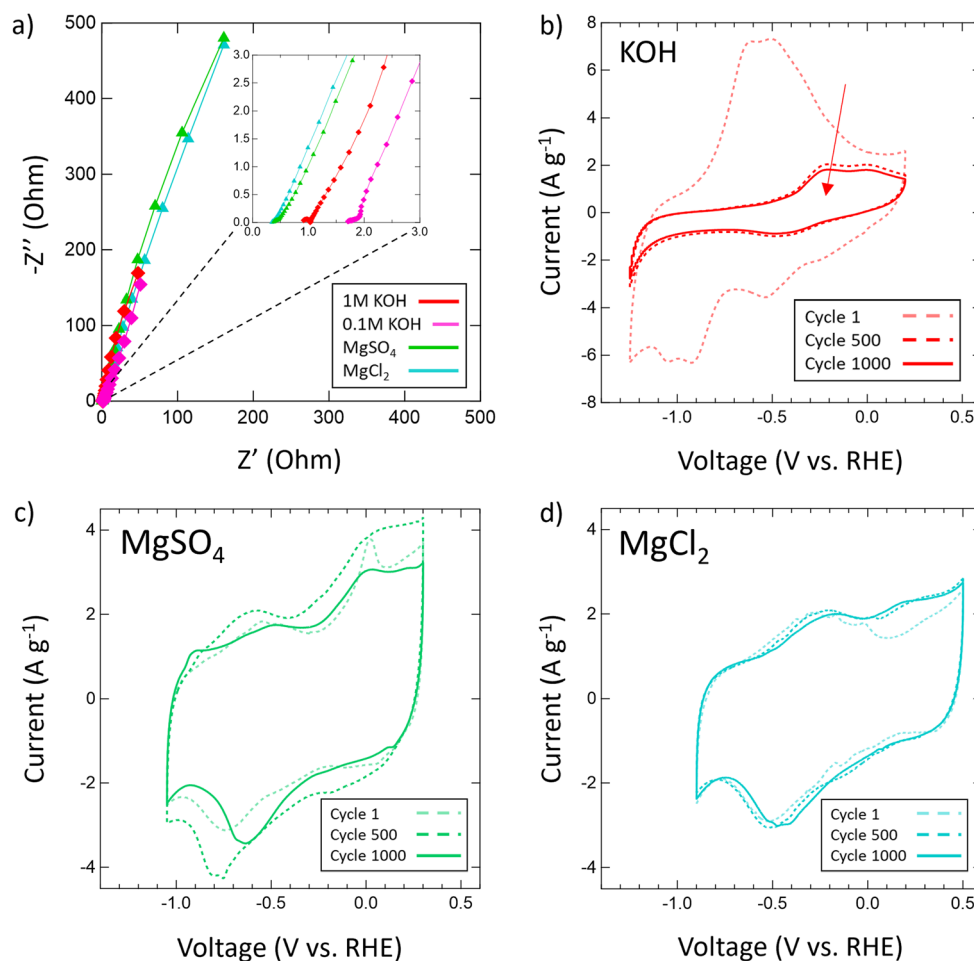 a)
500
400
300
200
100
0
-Z’’ (Ohm)
0
100
200
300
400
500
Z’ (Ohm)
3.0
2.5
2.0
1.5
1.0
0.5
0.0
0.0
1.0
2.0
3.0
1M KOH
0.1M KOH
MgSO₄
MgCl₂
b)
KOH
8
6
4
2
0
-2
-4
-6
-8
Current (A g⁻¹)
-1.0
-0.5
0.0
0.5
Voltage (V vs. RHE)
Cycle 1
Cycle 500
Cycle 1000
c)
MgSO₄
4
2
0
-2
-4
Current (A g⁻¹)
-1.0
-0.5
0.0
0.5
Voltage (V vs. RHE)
Cycle 1
Cycle 500
Cycle 1000
d)
MgCl₂
4
2
0
-2
-4
Current (A g⁻¹)
-1.0
-0.5
0.0
0.5
Voltage (V vs. RHE)
Cycle 1
Cycle 500
Cycle 1000